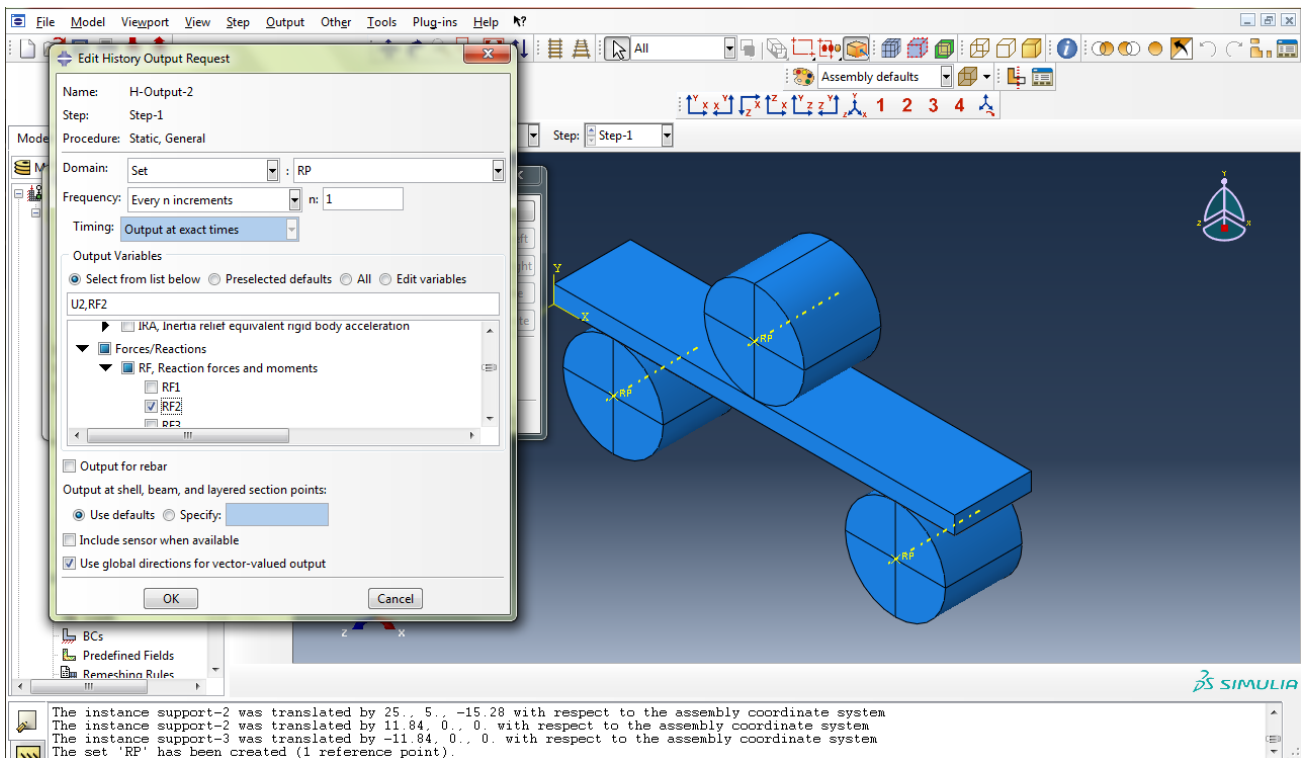 File Model Viewport View Step Output Other Tools Plug-ins Help
All
Edit History Output Request
Assembly defaults
1 2 3 4
Name: H-Output-2
Step: Step-1
Procedure: Static, General
Step: Step-1
Domain: Set : RP
Frequency: Every n increments n: 1
Timing: Output at exact times
Output Variables
Select from list below Preselected defaults All Edit variables
U2,RF2
IRA, Inertia relief equivalent rigid body acceleration
Forces/Reactions
RF, Reaction forces and moments
RF1
RF2
RF3
Output for rebar
Output at shell, beam, and layered section points:
Use defaults Specify:
Include sensor when available
Use global directions for vector-valued output
OK Cancel
Y
X
RP
RP
RP
Y
Z X
Z X
BCs
Predefined Fields
Remeshing Rules
SIMULIA
The instance support-2 was translated by 25., 5., -15.28 with respect to the assembly coordinate system
The instance support-2 was translated by 11.84, 0., 0. with respect to the assembly coordinate system
The instance support-3 was translated by -11.84, 0., 0. with respect to the assembly coordinate system
The set 'RP' has been created (1 reference point).